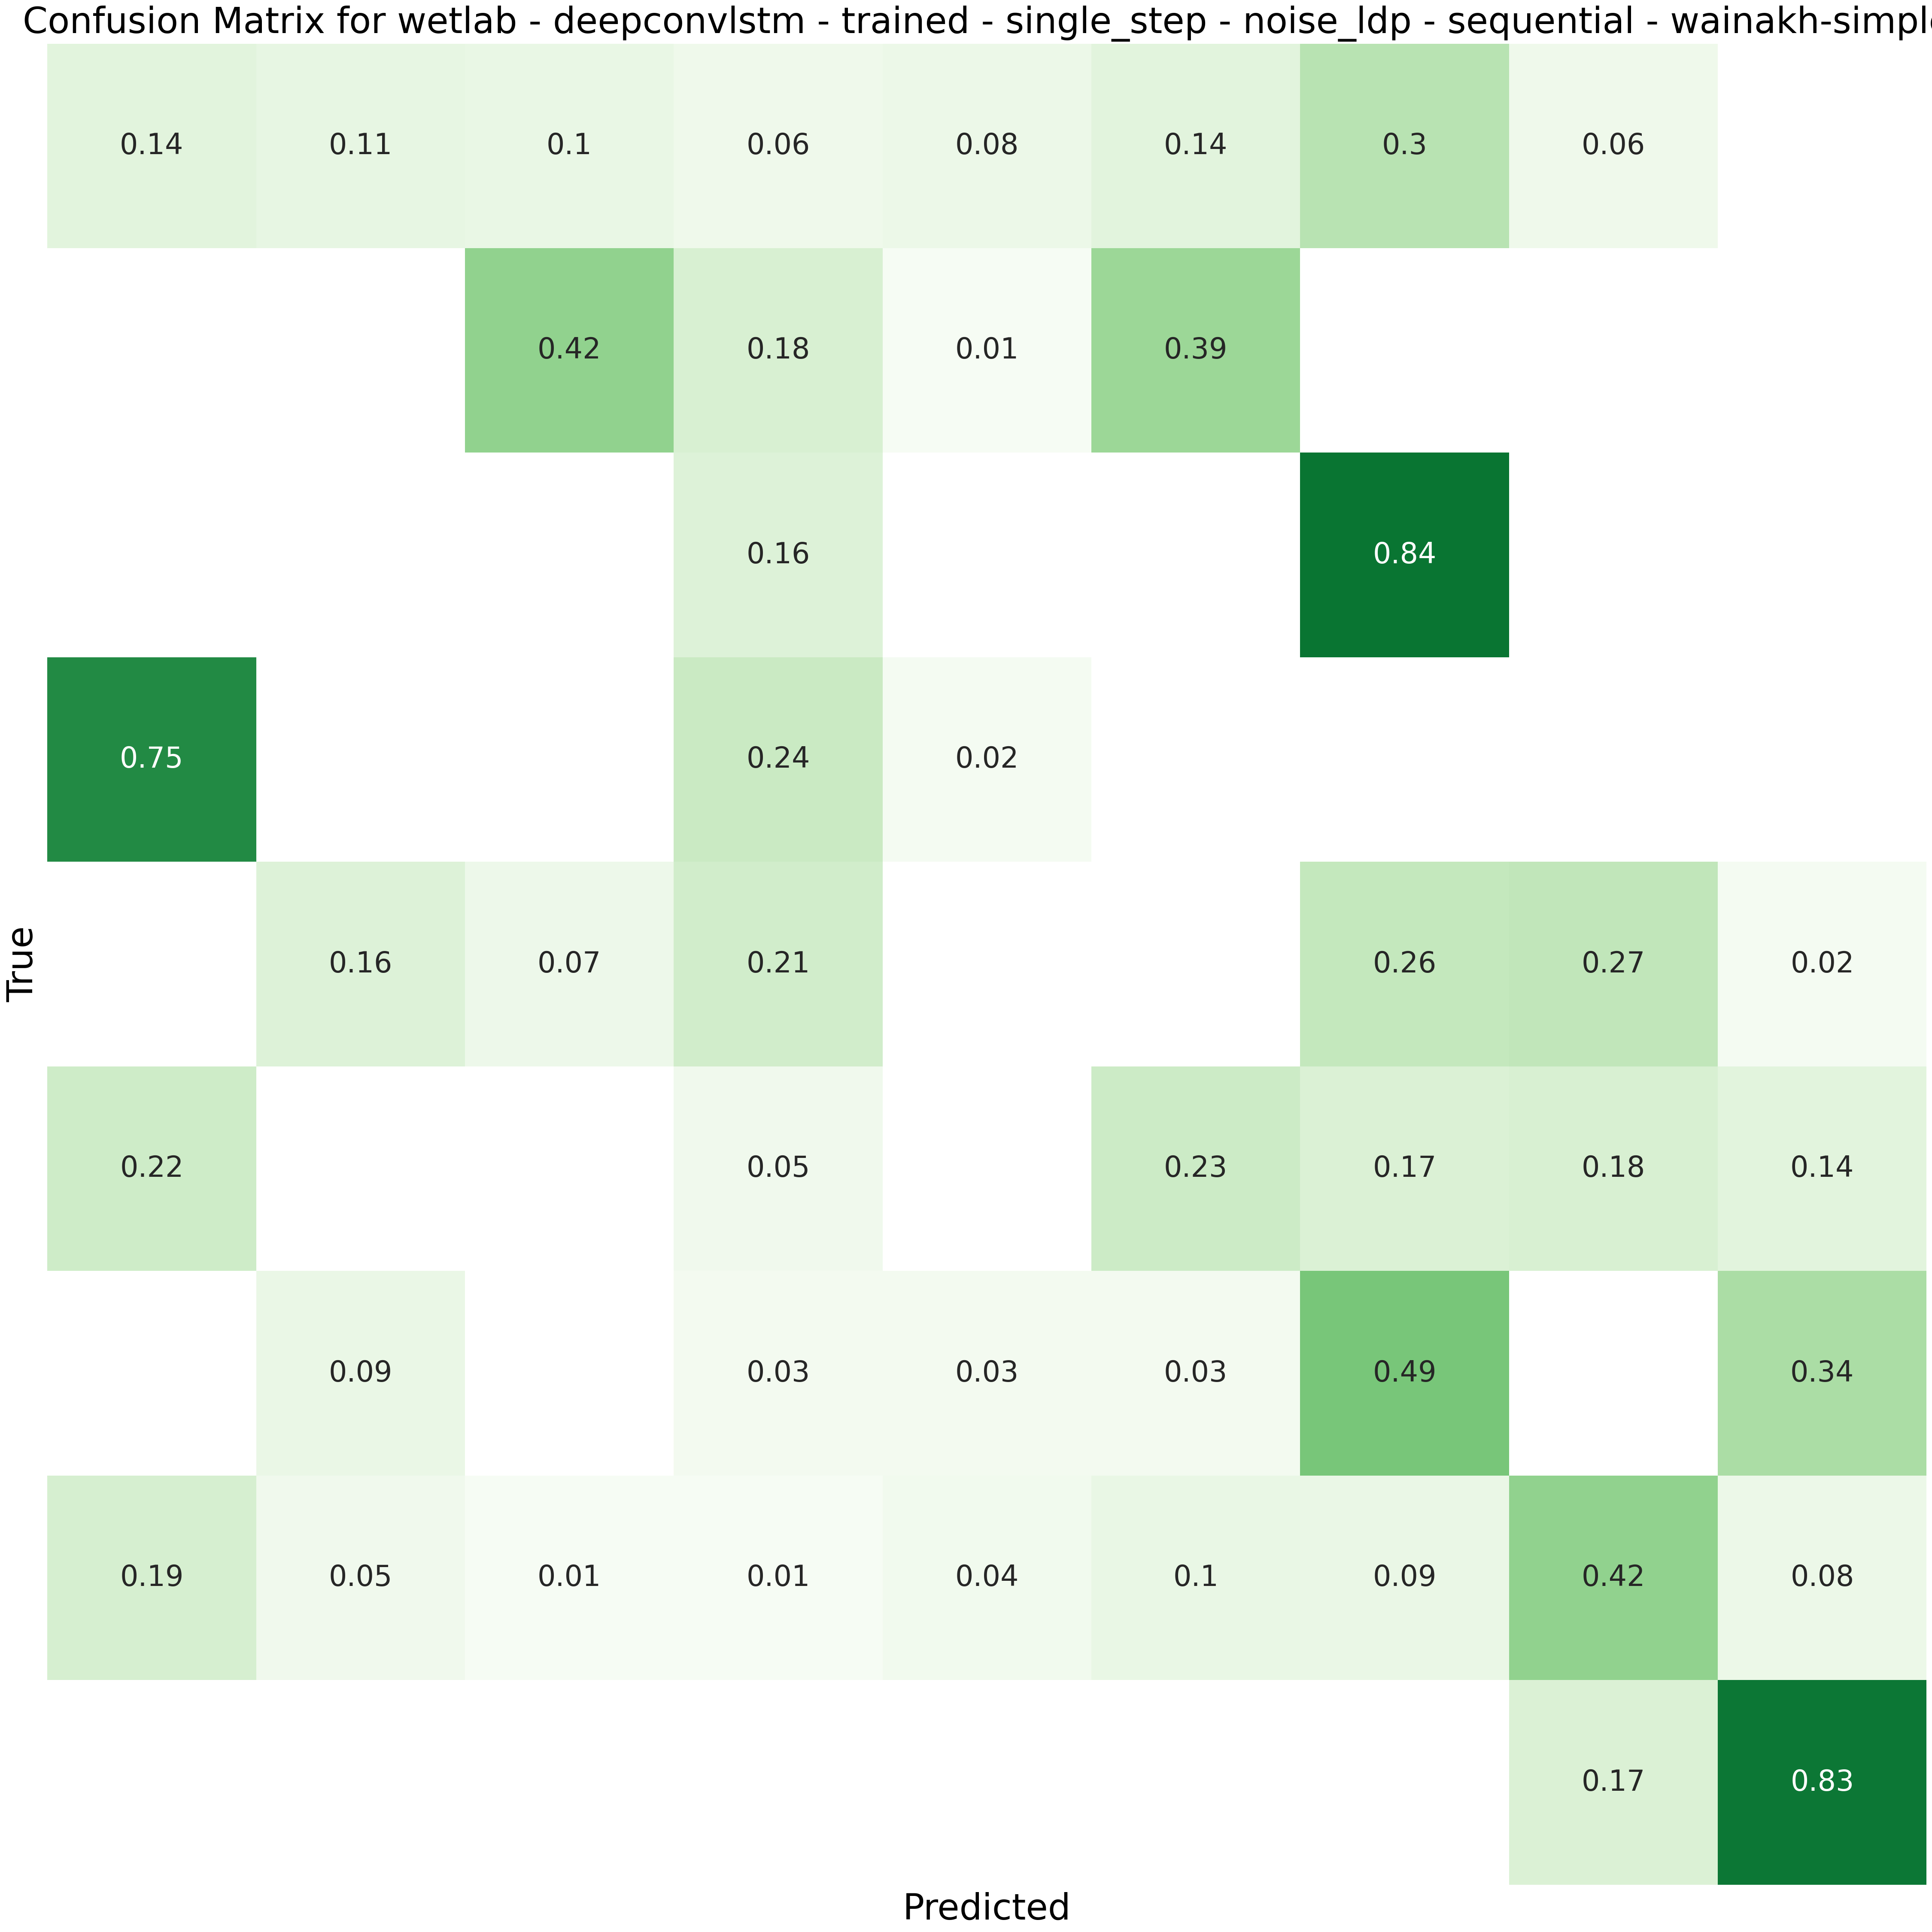 Confusion Matrix for wetlab - deepconvlstm - trained - single_step - noise_ldp - sequential - wainakh-simple
0.14 0.11 0.1 0.06 0.08 0.14 0.3 0.06
0.42 0.18 0.01 0.39
0.16 0.84
0.75 0.24 0.02
0.16 0.07 0.21 0.26 0.27 0.02
True
0.22 0.05 0.23 0.17 0.18 0.14
0.09 0.03 0.03 0.03 0.49 0.34
0.19 0.05 0.01 0.01 0.04 0.1 0.09 0.42 0.08
0.17 0.83
Predicted